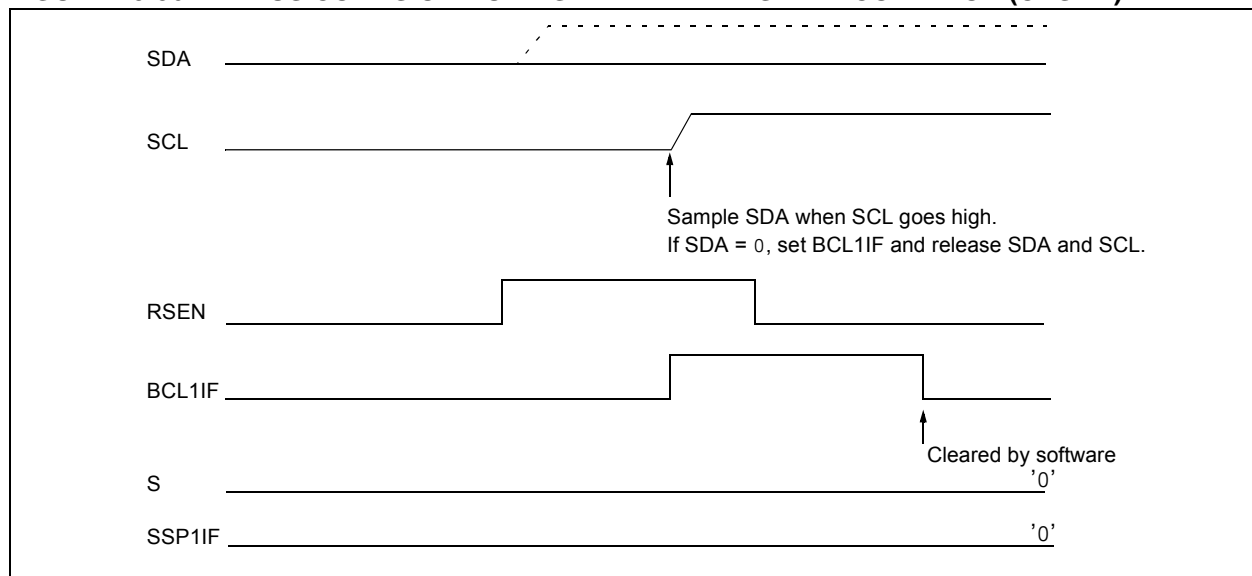 SDA
SCL
Sample SDA when SCL goes high.
If SDA = 0, set BCL1IF and release SDA and SCL.
RSEN
BCL1IF
Cleared by software
S
'0'
SSP1IF
'0'